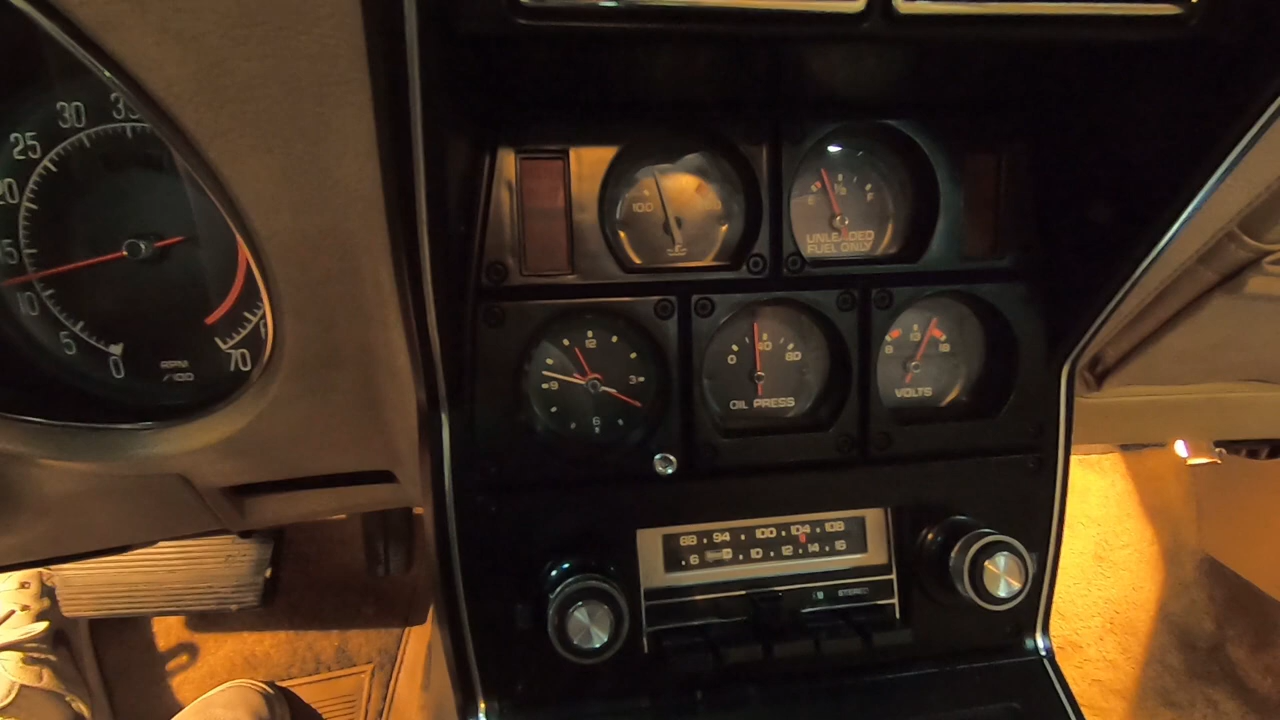 35
30
25
20
15
10
5
0
70
RPM
/100
100
E ½ F
UNLEADED
FUEL ONLY
12
9 3
6
0 40 80
OIL PRESS
8 13 18
VOLTS
88 . 94 . 100 . 104 . 108
. 6 . 10 . 12 . 14 . 16
STEREO